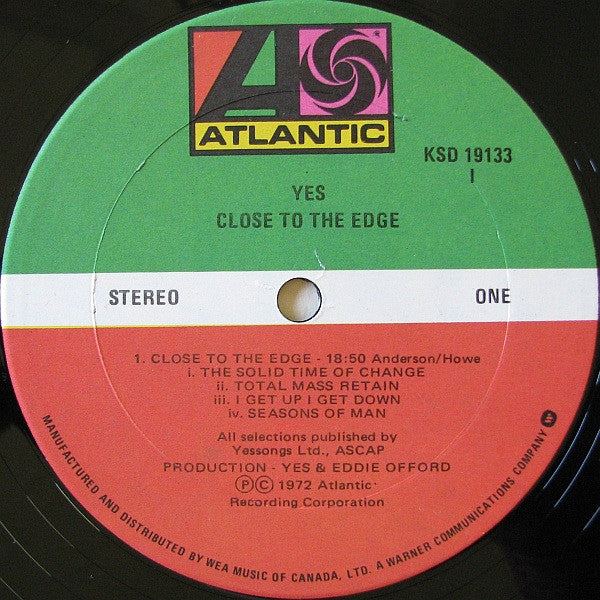 ATLANTIC
®
KSD 19133
1
YES
CLOSE TO THE EDGE
STEREO
ONE
1. CLOSE TO THE EDGE - 18:50 Anderson/Howe
i. THE SOLID TIME OF CHANGE
ii. TOTAL MASS RETAIN
iii. I GET UP I GET DOWN
iv. SEASONS OF MAN
All selections published by
Yessongs Ltd., ASCAP
PRODUCTION - YES & EDDIE OFFORD
Ⓟ© 1972 Atlantic
Recording Corporation
MANUFACTURED AND DISTRIBUTED BY WEA MUSIC OF CANADA, LTD. A WARNER COMMUNICATIONS COMPANY